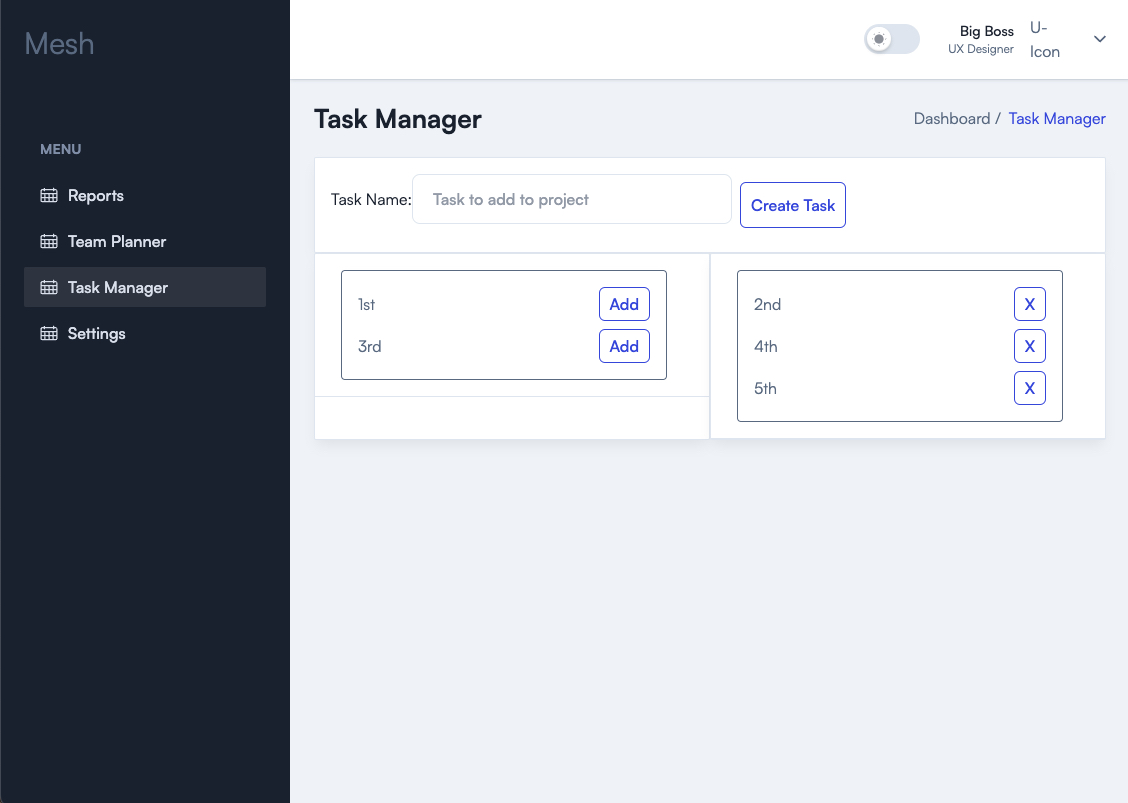 Mesh
Big Boss
UX Designer
U-
Icon
MENU
Reports
Team Planner
Task Manager
Settings
Task Manager
Dashboard / Task Manager
Task Name: Task to add to project Create Task
1st Add
3rd Add
2nd X
4th X
5th X